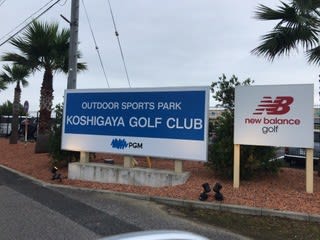 OUTDOOR SPORTS PARK
KOSHIGAYA GOLF CLUB
PGM
NB
new balance
golf